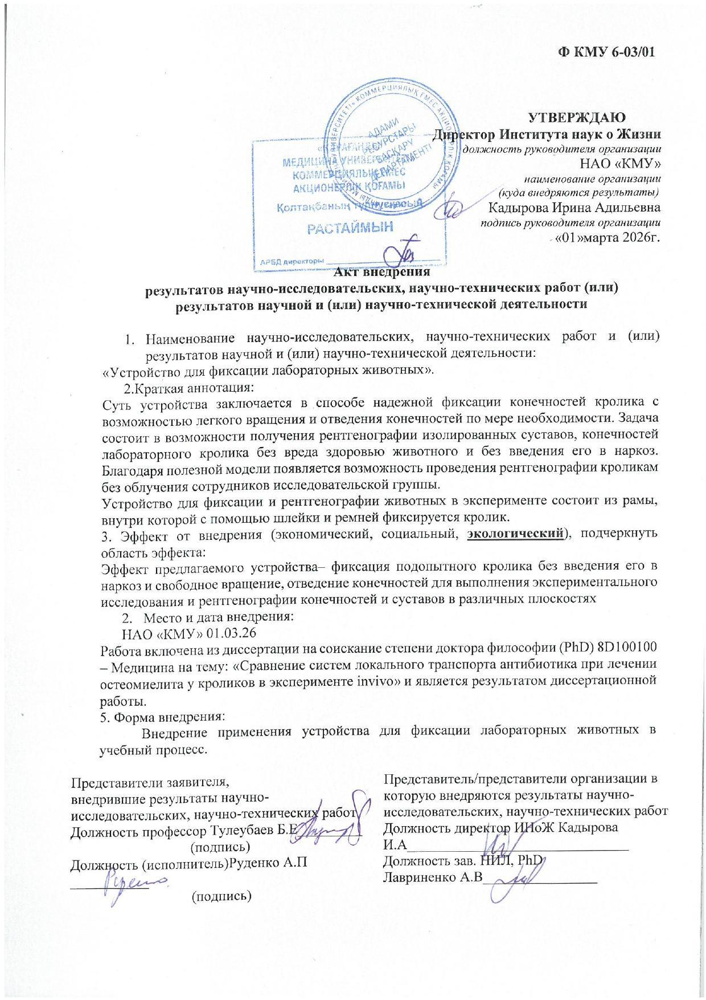 Ф КМУ 6-03/01
УТВЕРЖДАЮ
Директор Института наук о Жизни
должность руководителя организации
НАО «КМУ»
наименование организации
(куда внедряются результаты)
Кадырова Ирина Адильевна
подпись руководителя организации
«01»марта 2026г.
АДАМИ
РЕСУРСТАРЫ
БАСҚАРУ
ДЕПАРТАМЕНТІ
МЕДИЦИНА УНИВЕРСИТЕТІ»
КОММЕРЦИЯЛЫҚ ЕМЕС
АКЦИОНЕРЛІК ҚОҒАМЫ
Қолтаңбаның түпнұсқасын
РАСТАЙМЫН
АРБД директоры
Акт внедрения
результатов научно-исследовательских, научно-технических работ (или)
результатов научной и (или) научно-технической деятельности
1. Наименование научно-исследовательских, научно-технических работ и (или)
результатов научной и (или) научно-технической деятельности:
«Устройство для фиксации лабораторных животных».
2.Краткая аннотация:
Суть устройства заключается в способе надежной фиксации конечностей кролика с
возможностью легкого вращения и отведения конечностей по мере необходимости. Задача
состоит в возможности получения рентгенографии изолированных суставов, конечностей
лабораторного кролика без вреда здоровью животного и без введения его в наркоз.
Благодаря полезной модели появляется возможность проведения рентгенографии кроликам
без облучения сотрудников исследовательской группы.
Устройство для фиксации и рентгенографии животных в эксперименте состоит из рамы,
внутри которой с помощью шлейки и ремней фиксируется кролик.
3. Эффект от внедрения (экономический, социальный, экологический), подчеркнуть
область эффекта:
Эффект предлагаемого устройства– фиксация подопытного кролика без введения его в
наркоз и свободное вращение, отведение конечностей для выполнения экспериментального
исследования и рентгенографии конечностей и суставов в различных плоскостях
2. Место и дата внедрения:
НАО «КМУ» 01.03.26
Работа включена из диссертации на соискание степени доктора философии (PhD) 8D100100
– Медицина на тему: «Сравнение систем локального транспорта антибиотика при лечении
остеомиелита у кроликов в эксперименте invivo» и является результатом диссертационной
работы.
5. Форма внедрения:
Внедрение применения устройства для фиксации лабораторных животных в
учебный процесс.
Представители заявителя,
внедрившие результаты научно-
исследовательских, научно-технических работ
Должность профессор Тулеубаев Б.Е
(подпись)
Должность (исполнитель)Руденко А.П
(подпись)
Представитель/представители организации в
которую внедряются результаты научно-
исследовательских, научно-технических работ
Должность директор ИНоЖ Кадырова
И.А
Должность зав. НИЛ, PhD
Лавриненко А.В